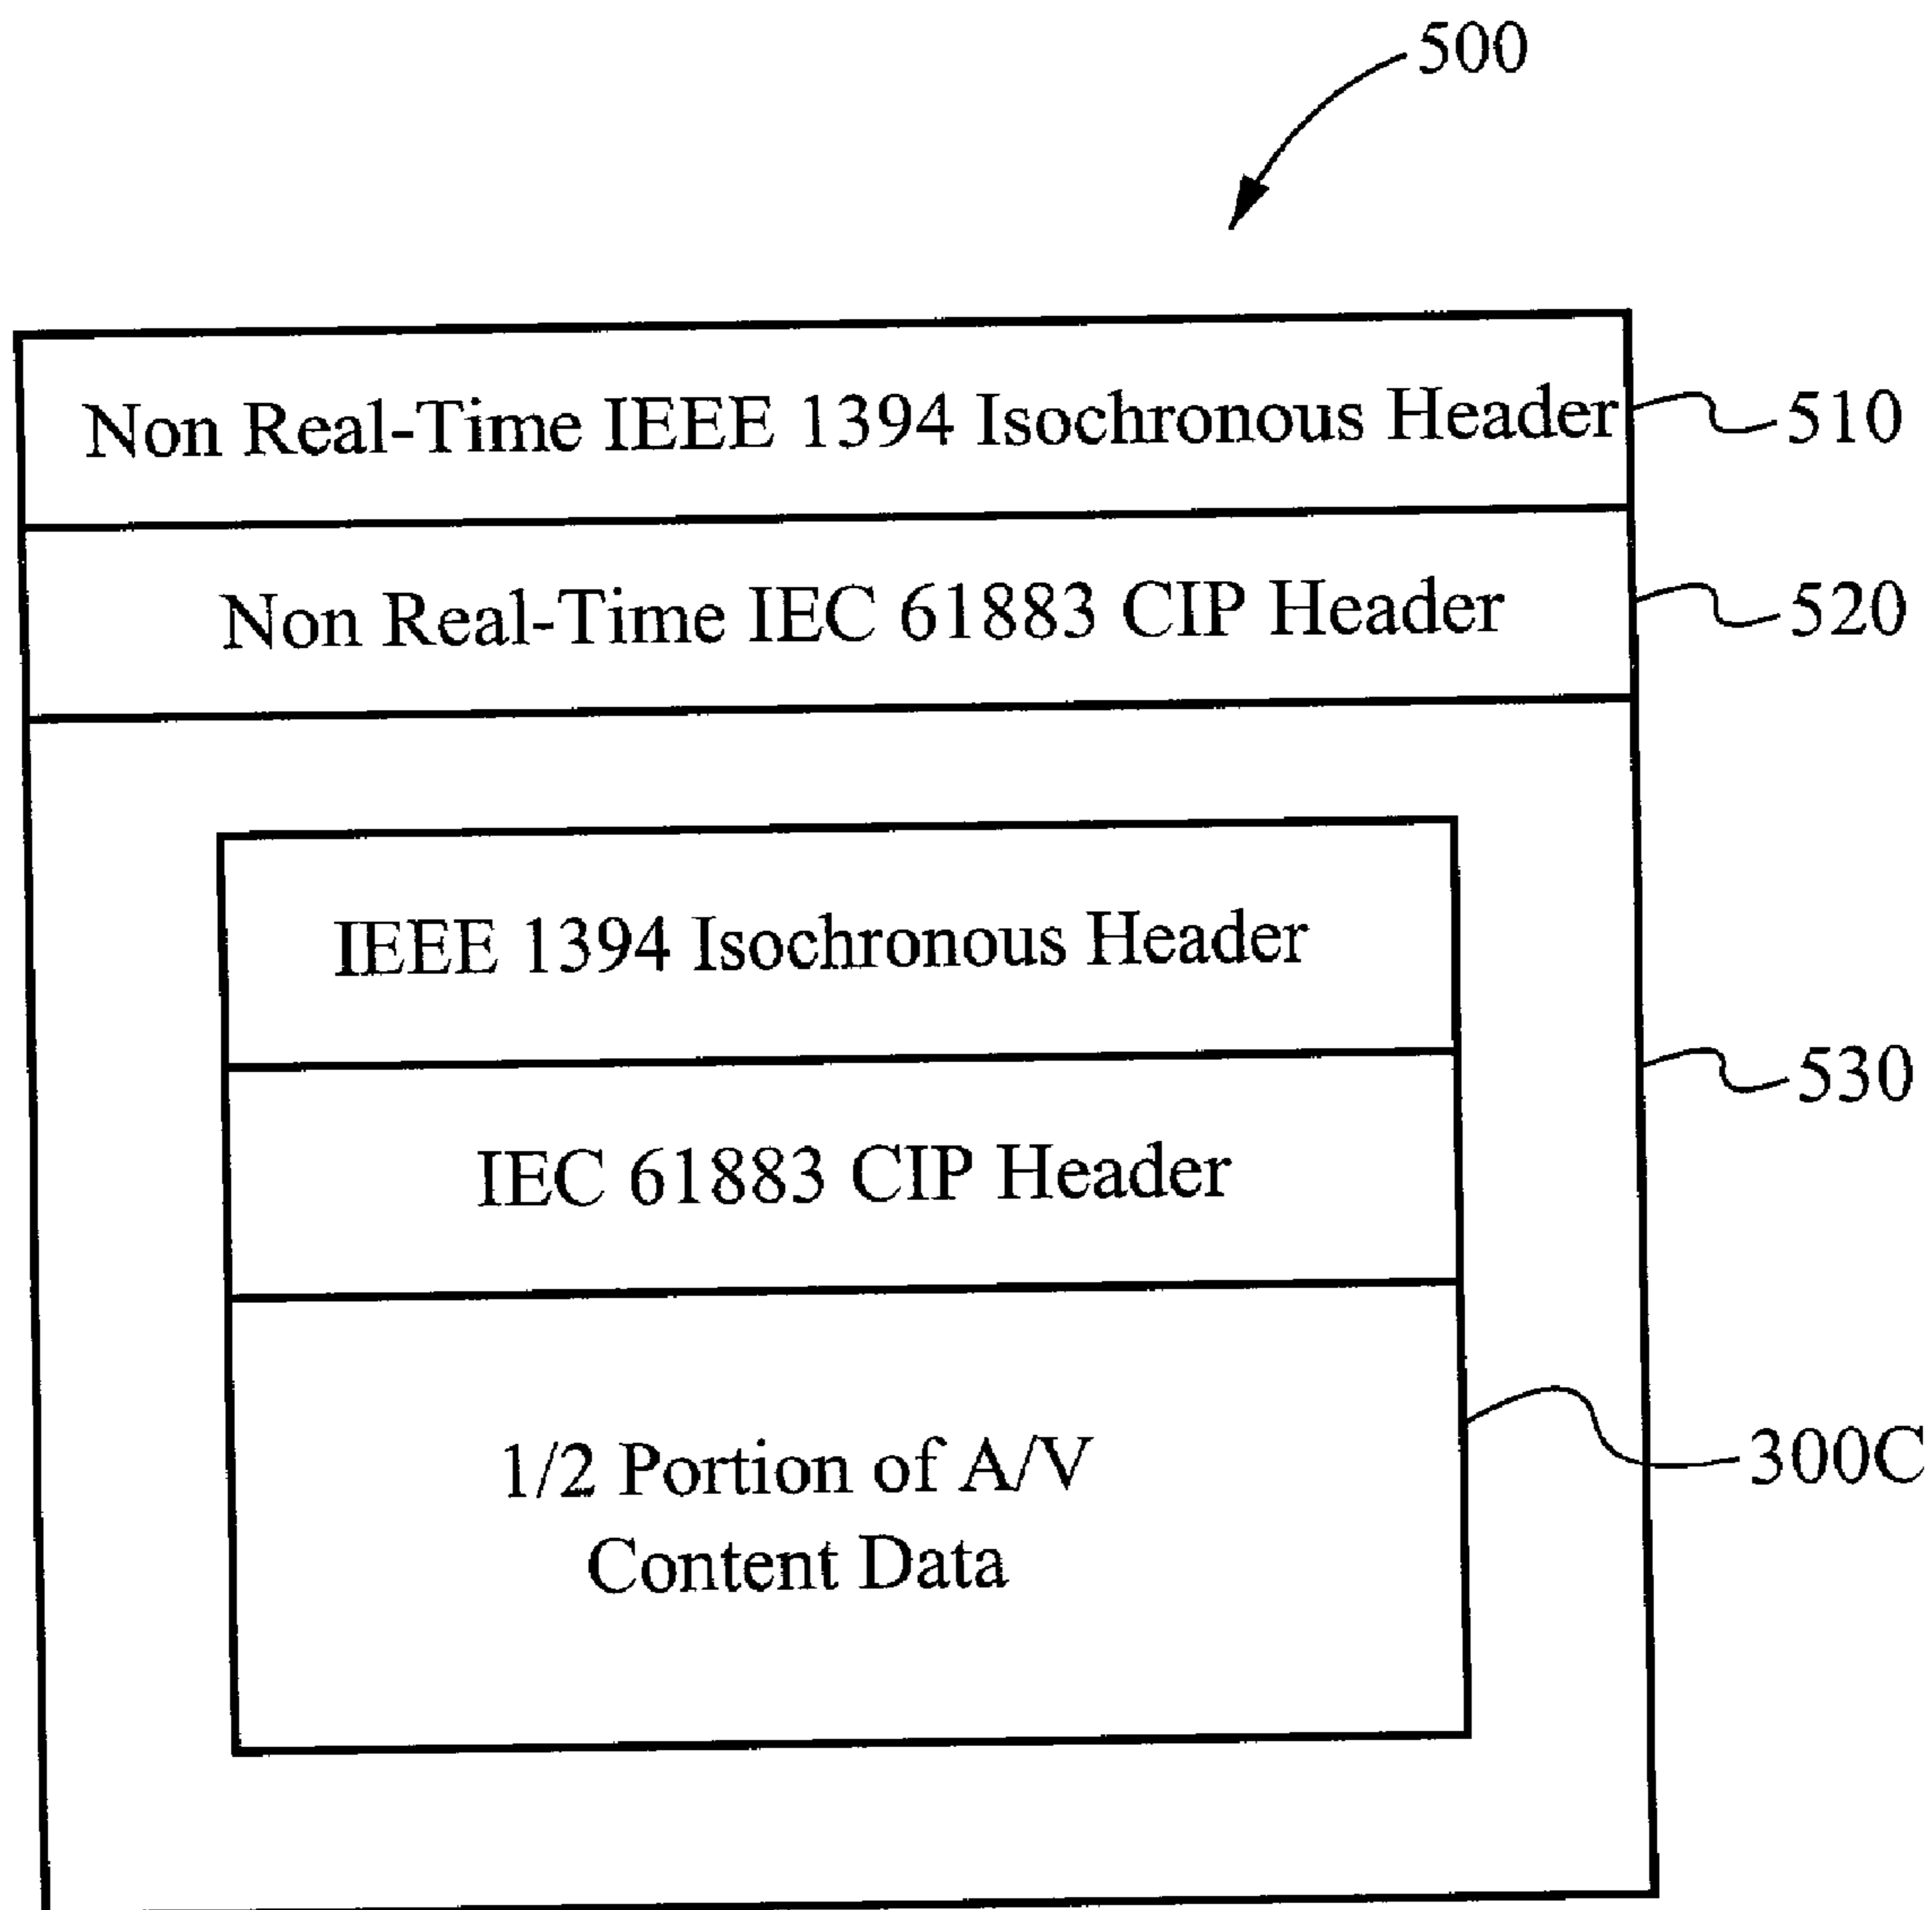 500
Non Real-Time IEEE 1394 Isochronous Header
510
Non Real-Time IEC 61883 CIP Header
520
IEEE 1394 Isochronous Header
530
IEC 61883 CIP Header
300C
1/2 Portion of A/V
Content Data